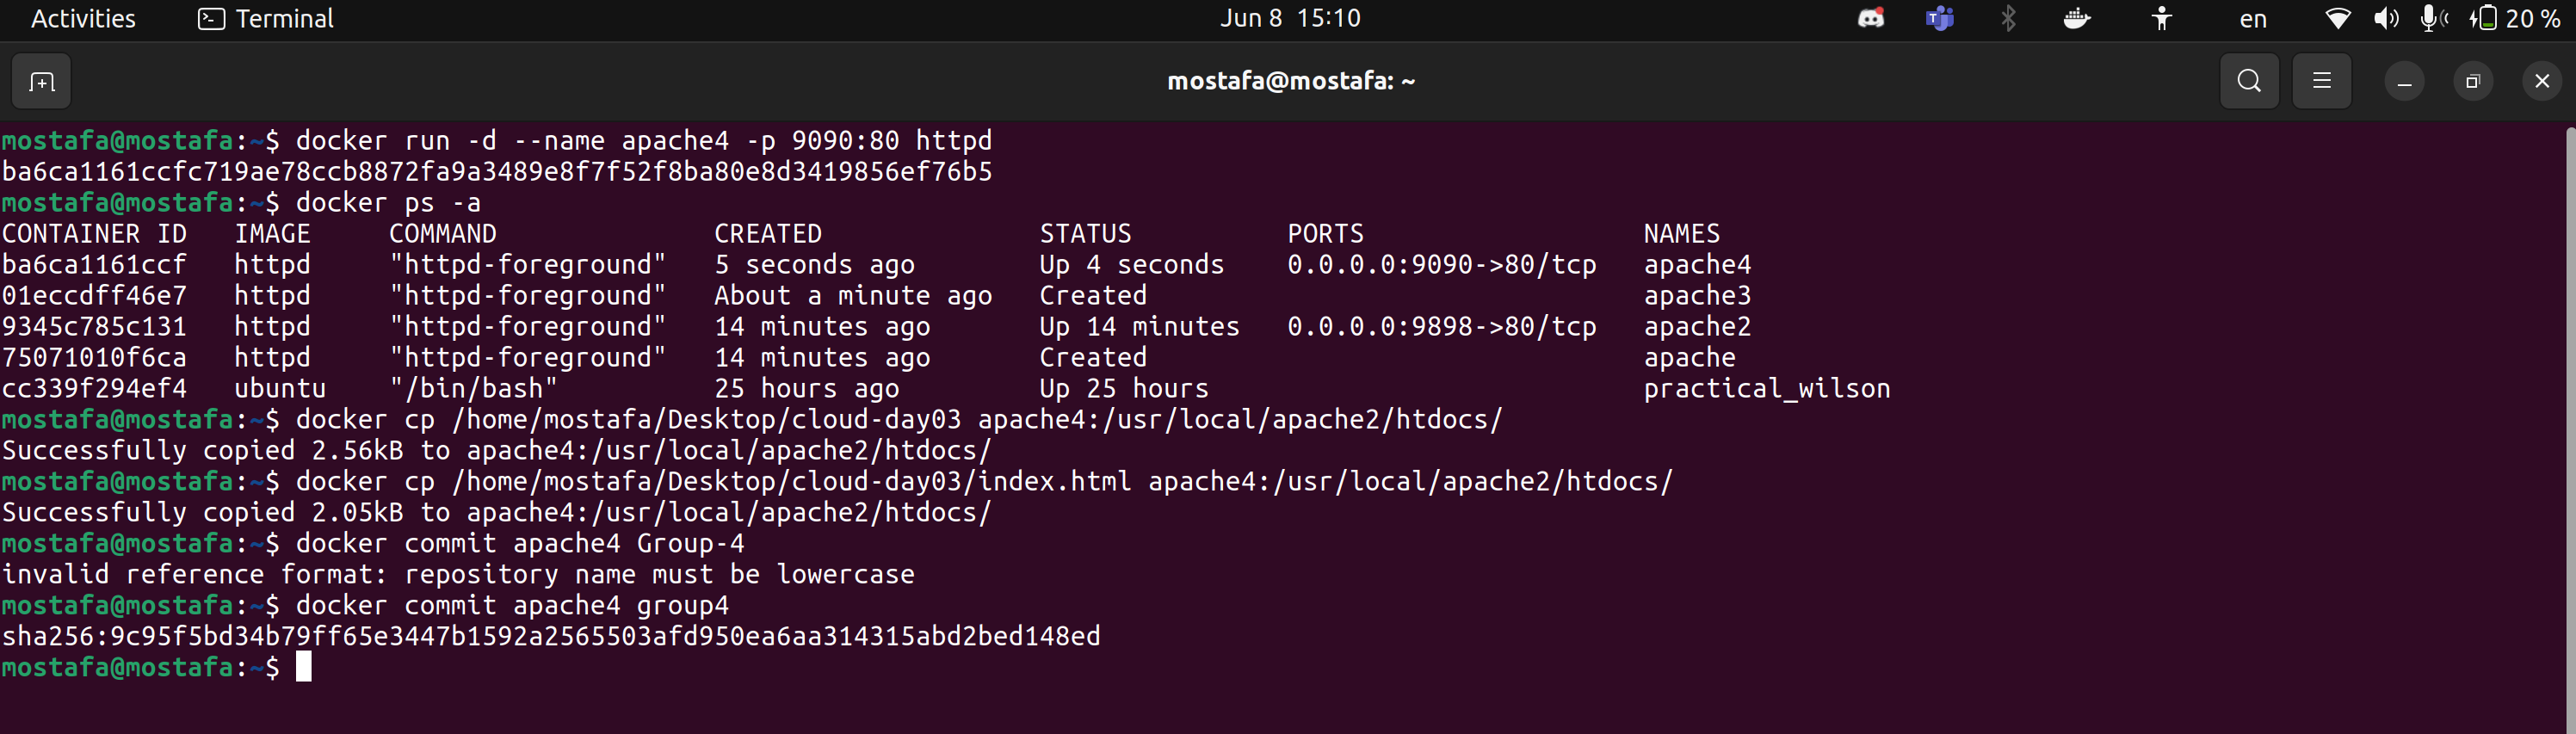 Activities Terminal Jun 8 15:10 en 20 %
mostafa@mostafa: ~
mostafa@mostafa:~$ docker run -d --name apache4 -p 9090:80 httpd
ba6ca1161ccfc719ae78ccb8872fa9a3489e8f7f52f8ba80e8d3419856ef76b5
mostafa@mostafa:~$ docker ps -a
CONTAINER ID   IMAGE     COMMAND              CREATED              STATUS          PORTS                  NAMES
ba6ca1161ccf   httpd     "httpd-foreground"   5 seconds ago        Up 4 seconds    0.0.0.0:9090->80/tcp   apache4
01eccdff46e7   httpd     "httpd-foreground"   About a minute ago   Created                                apache3
9345c785c131   httpd     "httpd-foreground"   14 minutes ago       Up 14 minutes   0.0.0.0:9898->80/tcp   apache2
75071010f6ca   httpd     "httpd-foreground"   14 minutes ago       Created                                apache
cc339f294ef4   ubuntu    "/bin/bash"          25 hours ago         Up 25 hours                            practical_wilson
mostafa@mostafa:~$ docker cp /home/mostafa/Desktop/cloud-day03 apache4:/usr/local/apache2/htdocs/
Successfully copied 2.56kB to apache4:/usr/local/apache2/htdocs/
mostafa@mostafa:~$ docker cp /home/mostafa/Desktop/cloud-day03/index.html apache4:/usr/local/apache2/htdocs/
Successfully copied 2.05kB to apache4:/usr/local/apache2/htdocs/
mostafa@mostafa:~$ docker commit apache4 Group-4
invalid reference format: repository name must be lowercase
mostafa@mostafa:~$ docker commit apache4 group4
sha256:9c95f5bd34b79ff65e3447b1592a2565503afd950ea6aa314315abd2bed148ed
mostafa@mostafa:~$